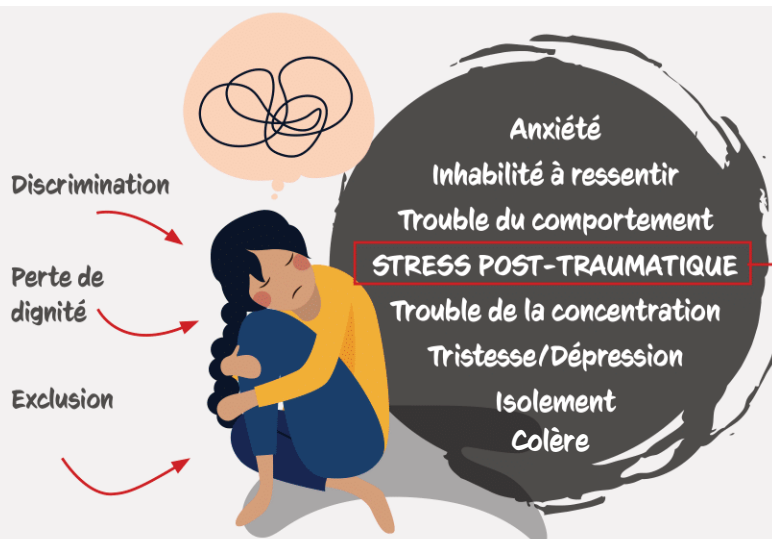 Discrimination
Perte de
dignité
Exclusion
Anxiété
Inhabilité à ressentir
Trouble du comportement
STRESS POST-TRAUMATIQUE
Trouble de la concentration
Tristesse/Dépression
Isolement
Colère